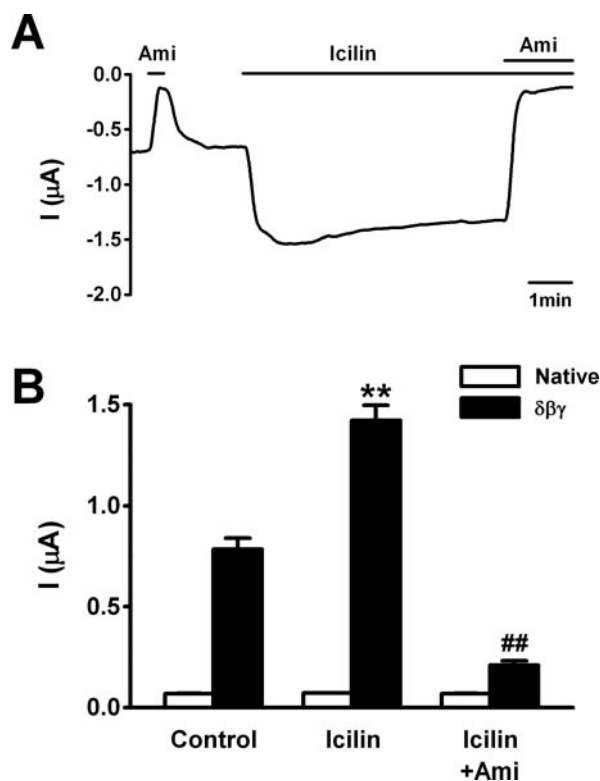 A
Ami
Icilin
Ami
0.0
-0.5
-1.0
-1.5
-2.0
I (µA)
1min
B
Native
δβγ
1.5
1.0
0.5
0.0
I (µA)
**
##
Control
Icilin
Icilin
+Ami